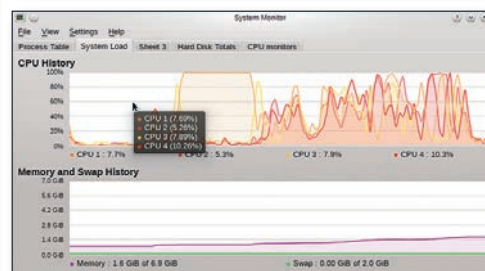 System Monitor
File View Settings Help
Process Table System Load Sheet 3 Hard Disk Totals CPU monitors
CPU History
100%
80%
60%
40%
20%
0%
CPU 1 (7.69%)
CPU 2 (5.26%)
CPU 3 (7.89%)
CPU 4 (10.26%)
CPU 1 : 7.7% CPU 2 : 5.3% CPU 3 : 7.9% CPU 4 : 10.3%
Memory and Swap History
7.0 GiB
5.6 GiB
4.2 GiB
2.8 GiB
1.4 GiB
0.0 GiB
Memory : 1.6 GiB of 6.9 GiB Swap : 0.00 GiB of 2.0 GiB